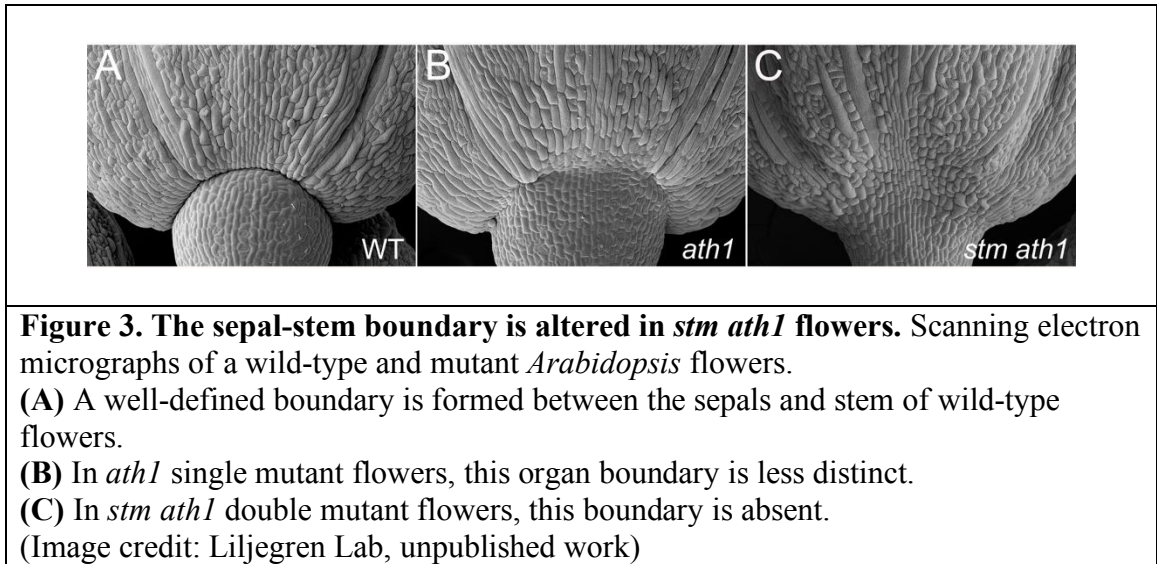 A
WT
B
ath1
C
stm ath1
Figure 3. The sepal-stem boundary is altered in stm ath1 flowers. Scanning electron
micrographs of a wild-type and mutant Arabidopsis flowers.
(A) A well-defined boundary is formed between the sepals and stem of wild-type
flowers.
(B) In ath1 single mutant flowers, this organ boundary is less distinct.
(C) In stm ath1 double mutant flowers, this boundary is absent.
(Image credit: Liljegren Lab, unpublished work)